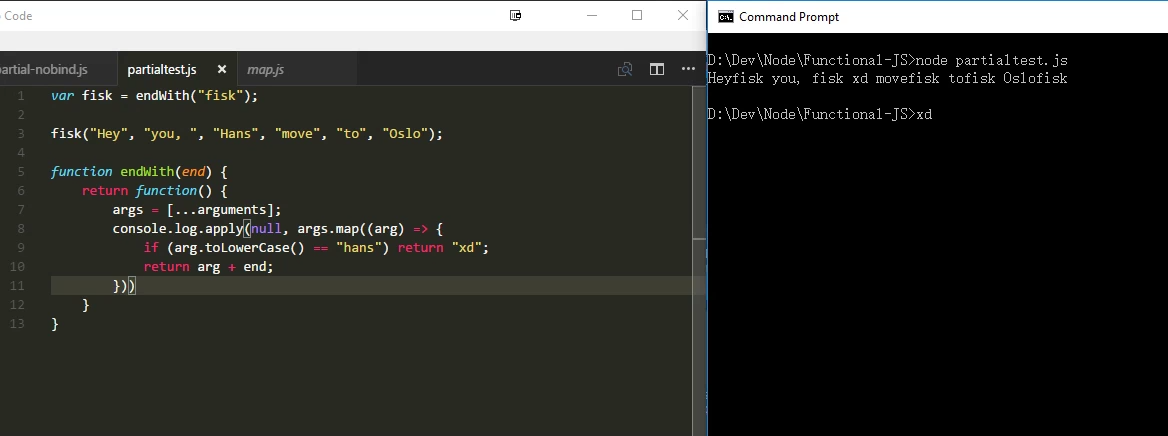 Code
Command Prompt
artial-nobind.js
partialtest.js
map.js
1 var fisk = endWith("fisk");
2
3 fisk("Hey", "you, ", "Hans", "move", "to", "Oslo");
4
5 function endWith(end) {
6     return function() {
7         args = [...arguments];
8         console.log.apply(null, args.map((arg) => {
9             if (arg.toLowerCase() == "hans") return "xd";
10             return arg + end;
11         }))
12     }
13 }
D:\Dev\Node\Functional-JS>node partialtest.js
Heyfisk you, fisk xd movefisk tofisk Oslofisk
D:\Dev\Node\Functional-JS>xd